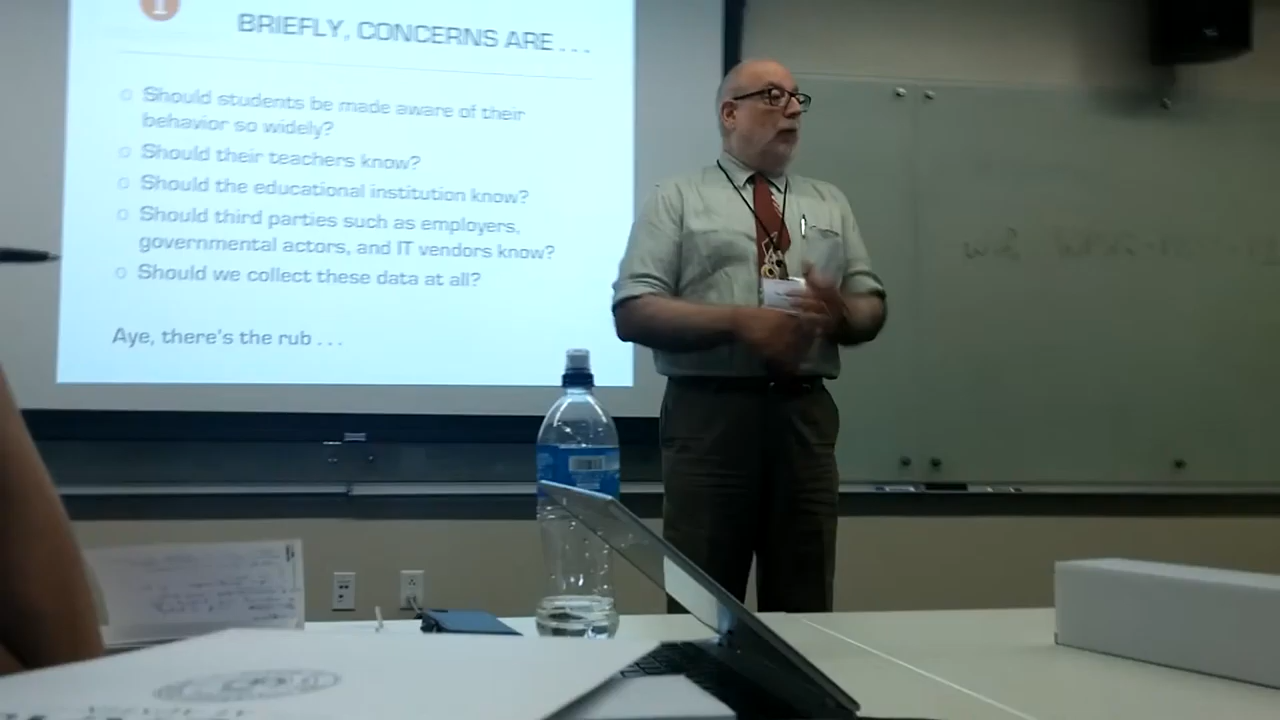 BRIEFLY, CONCERNS ARE . . .
Should students be made aware of their
behavior so widely?
Should their teachers know?
Should the educational institution know?
Should third parties such as employers,
governmental actors, and IT vendors know?
Should we collect these data at all?
Aye, there's the rub . . .